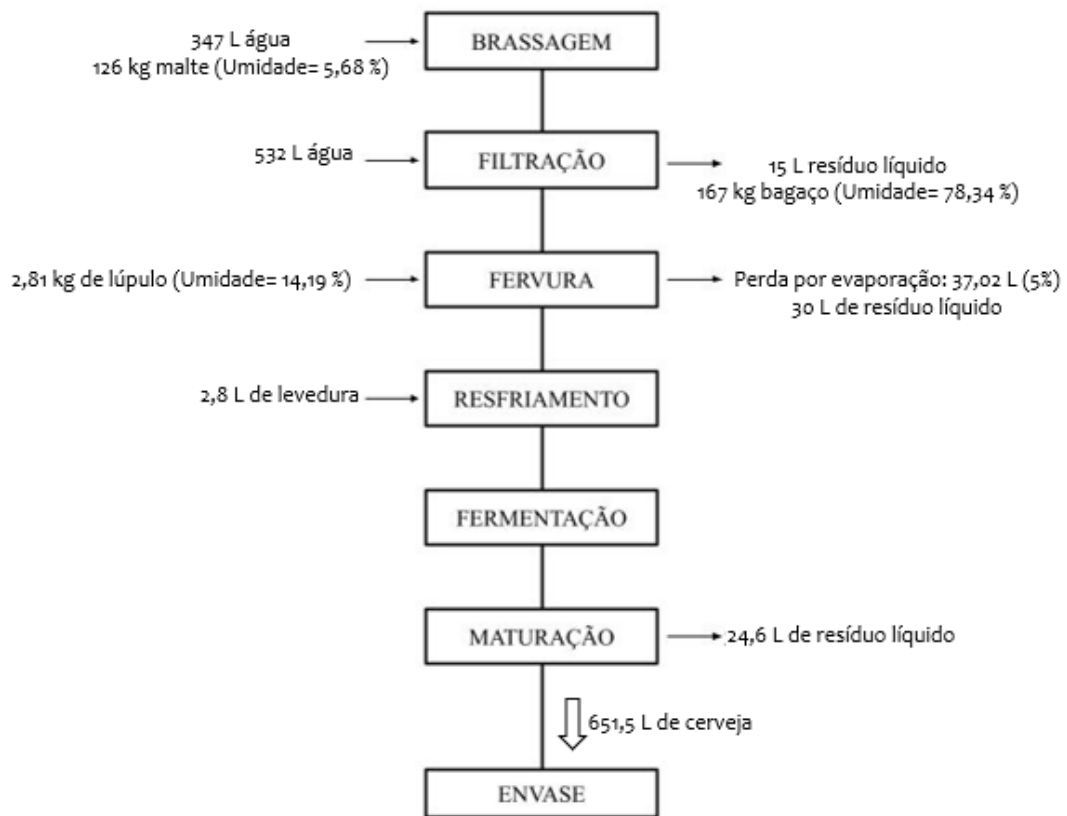 347 L água
126 kg malte (Umidade= 5,68 %)
BRASSAGEM
532 L água
FILTRAÇÃO
15 L resíduo líquido
167 kg bagaço (Umidade= 78,34 %)
2,81 kg de lúpulo (Umidade= 14,19 %)
FERVURA
Perda por evaporação: 37,02 L (5%)
30 L de resíduo líquido
2,8 L de levedura
RESFRIAMENTO
FERMENTAÇÃO
MATURAÇÃO
24,6 L de resíduo líquido
651,5 L de cerveja
ENVASE